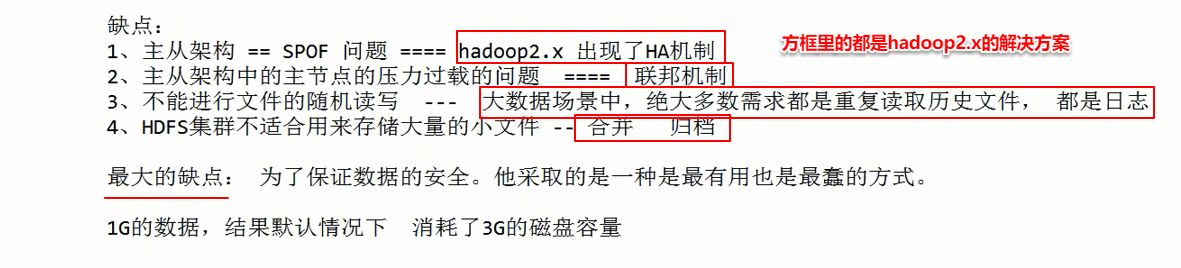 缺点：
1、主从架构 == SPOF 问题 ==== hadoop2.x 出现了HA机制
方框里的都是hadoop2.x的解决方案
2、主从架构中的主节点的压力过载的问题 ==== 联邦机制
3、不能进行文件的随机读写 --- 大数据场景中，绝大多数需求都是重复读取历史文件， 都是日志
4、HDFS集群不适合用来存储大量的小文件 -- 合并 归档
最大的缺点： 为了保证数据的安全。他采取的是一种是最有用也是最蠢的方式。
1G的数据，结果默认情况下 消耗了3G的磁盘容量